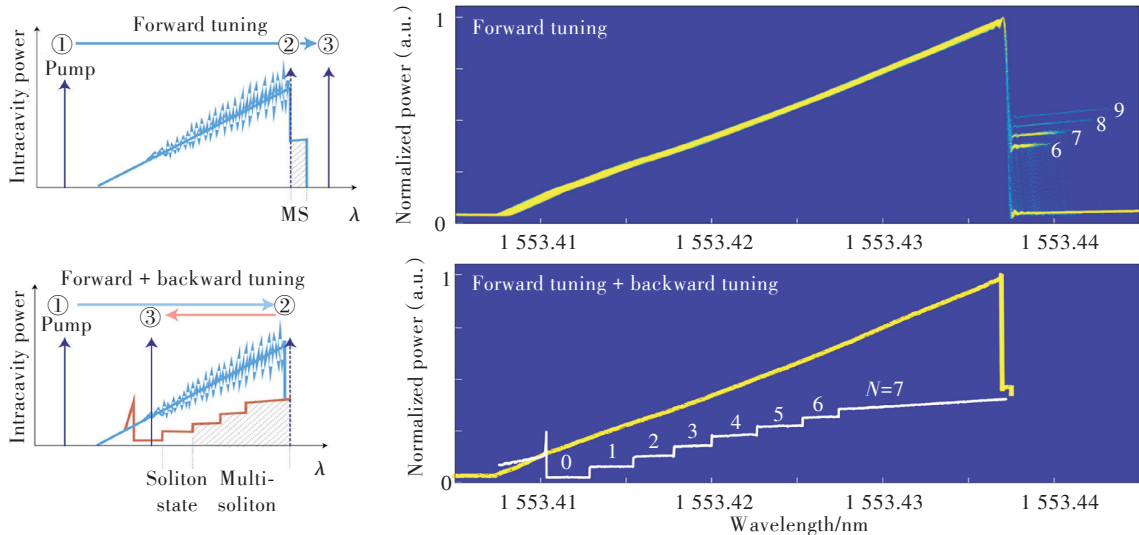 Forward tuning
① ② ③
Pump
Intracavity power
MS
λ
Forward tuning
Normalized power (a.u.)
1
0
9
8
7
6
1 553.41 1 553.42 1 553.43 1 553.44
Forward + backward tuning
① ③ ②
Pump
Intracavity power
λ
Soliton Multi-
state soliton
Forward tuning + backward tuning
Normalized power (a.u.)
1
0
0 1 2 3 4 5 6 N=7
1 553.41 1 553.42 1 553.43 1 553.44
Wavelength/nm